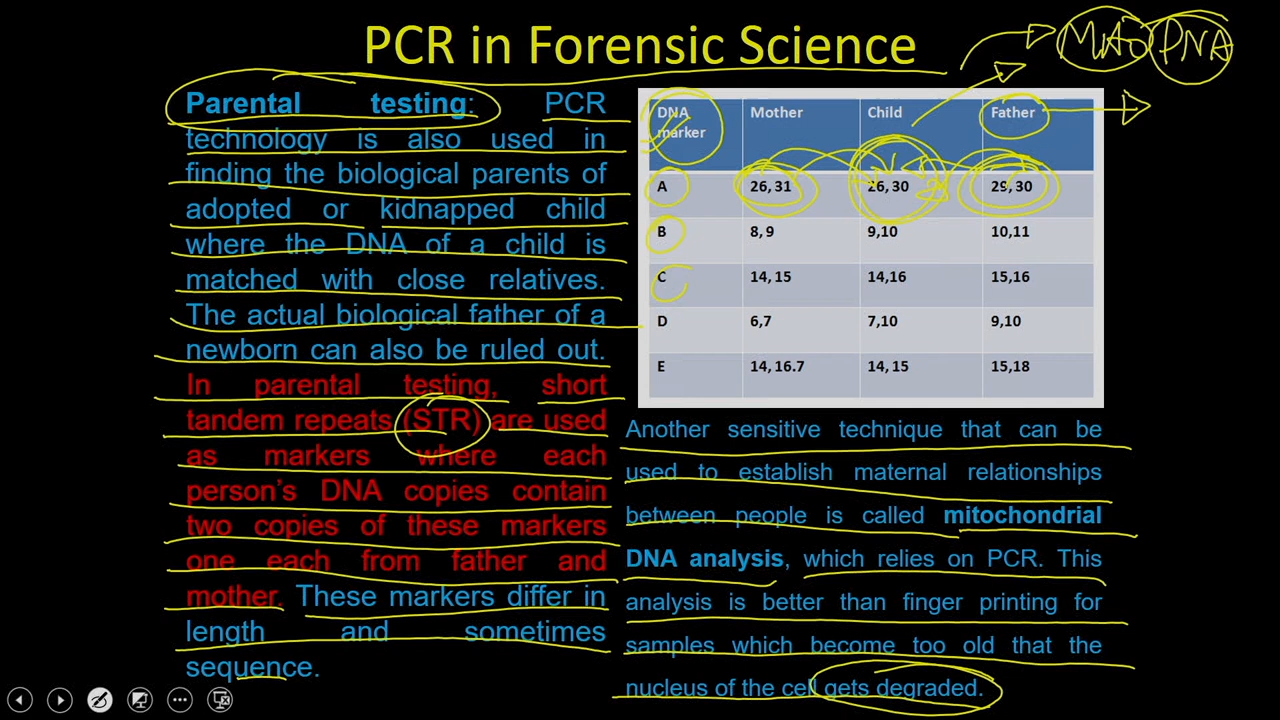 PCR in Forensic Science
Parental testing: PCR
technology is also used in
finding the biological parents of
adopted or kidnapped child
where the DNA of a child is
matched with close relatives.
The actual biological father of a
newborn can also be ruled out.
In parental testing, short
tandem repeats (STR) are used
as markers where each
person's DNA copies contain
two copies of these markers
one each from father and
mother. These markers differ in
length and sometimes
sequence.
DNA marker Mother Child Father
A 26,31 26,30 29,30
B 8,9 9,10 10,11
C 14,15 14,16 15,16
D 6,7 7,10 9,10
E 14,16.7 14,15 15,18
Another sensitive technique that can be
used to establish maternal relationships
between people is called mitochondrial
DNA analysis, which relies on PCR. This
analysis is better than finger printing for
samples which become too old that the
nucleus of the cell gets degraded.
DNA